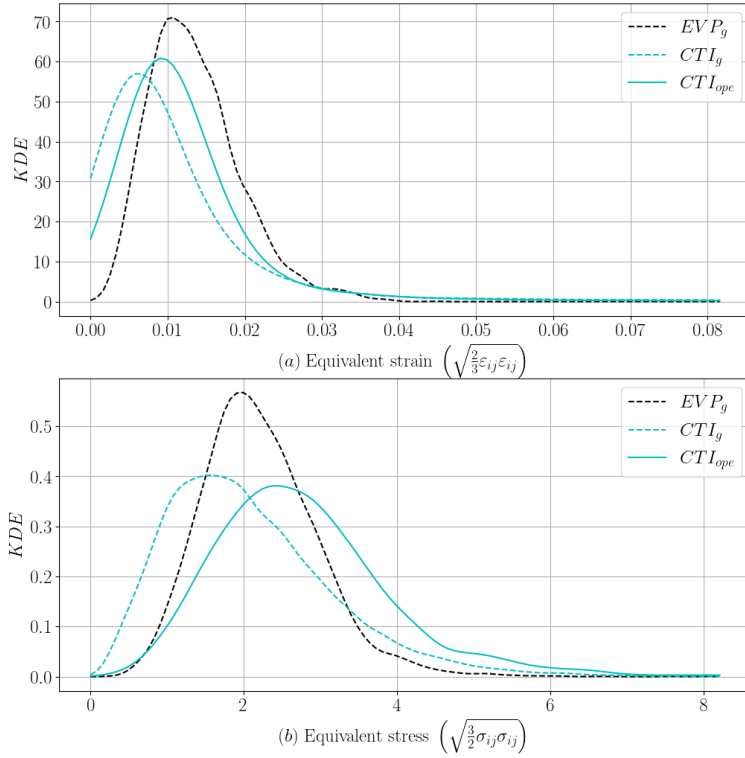 70
60
50
40
30
20
10
0
KDE
EVP_g
CTI_g
CTI_ope
0.00 0.01 0.02 0.03 0.04 0.05 0.06 0.07 0.08
(a) Equivalent strain (√(2/3 ε_ij ε_ij))
0.5
0.4
0.3
0.2
0.1
0.0
KDE
EVP_g
CTI_g
CTI_ope
0 2 4 6 8
(b) Equivalent stress (√(3/2 σ_ij σ_ij))